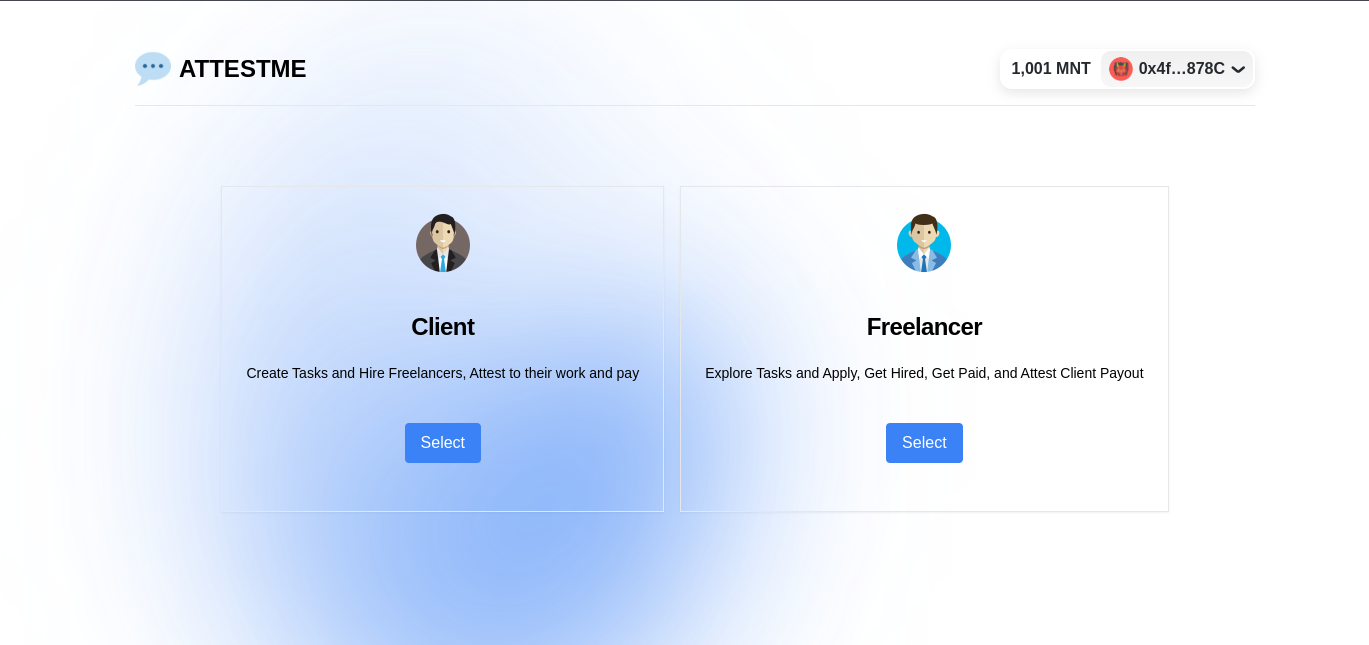 ATTESTME
1,001 MNT 0x4f...878C
Client
Create Tasks and Hire Freelancers, Attest to their work and pay
Select
Freelancer
Explore Tasks and Apply, Get Hired, Get Paid, and Attest Client Payout
Select